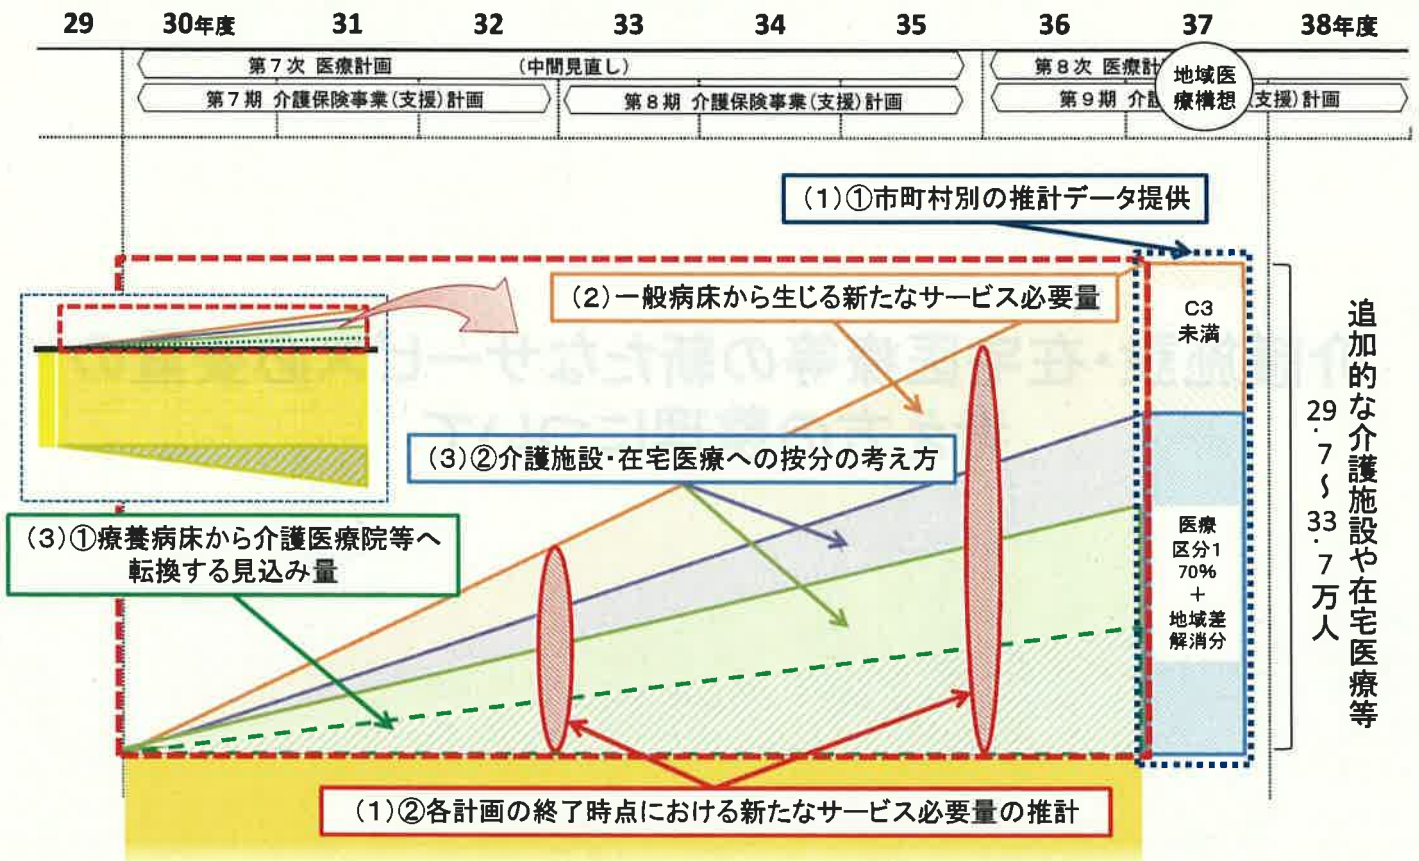 29 30年度 31 32 33 34 35 36 37 38年度
第7次 医療計画 (中間見直し) 第8次 医療計
第7期 介護保険事業(支援)計画 第8期 介護保険事業(支援)計画 第9期 介護 支援)計画
地域医
療構想
(1)①市町村別の推計データ提供
(2)一般病床から生じる新たなサービス必要量
C3
未満
(3)②介護施設・在宅医療への按分の考え方
(3)①療養病床から介護医療院等へ
転換する見込み量
医療
区分1
70%
+
地域差
解消分
追加的な介護施設や在宅医療等
29.7～33.7万人
(1)②各計画の終了時点における新たなサービス必要量の推計